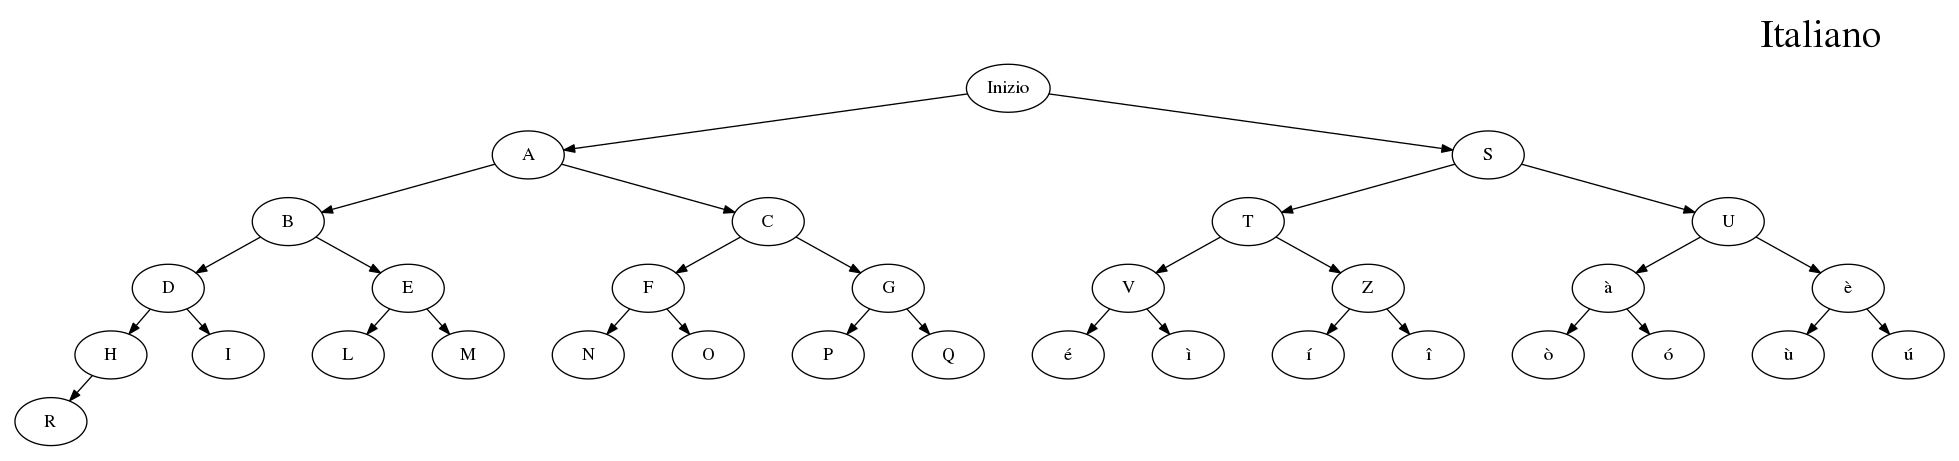 Italiano
Inizio
A S
B C T U
D E F G V Z à è
H I L M N O P Q é ì í î ò ó ù ú
R